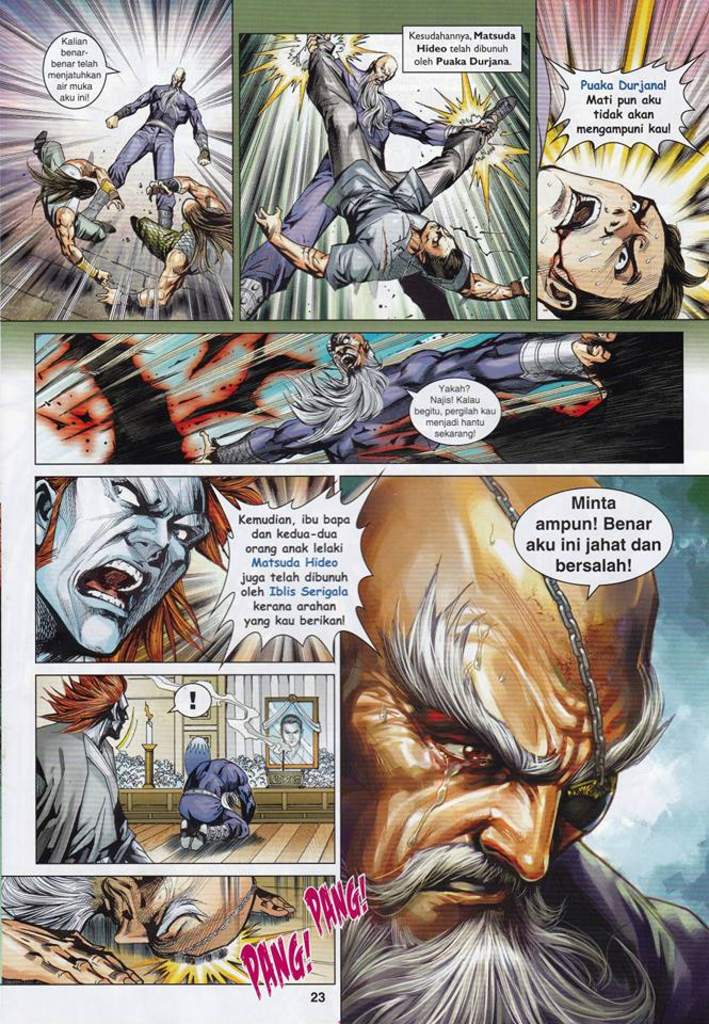 Kalian
benar-
benar telah
menjatuhkan
air muka
aku ini!
Kesudahannya, Matsuda
Hideo telah dibunuh
oleh Puaka Durjana.
Puaka Durjana!
Mati pun aku
tidak akan
mengampuni kau!
Yakah?
Najis! Kalau
begitu, pergilah kau
menjadi hantu
sekarang!
Kemudian, ibu bapa
dan kedua-dua
orang anak lelaki
Matsuda Hideo
juga telah dibunuh
oleh Iblis Serigala
kerana arahan
yang kau berikan!
Minta
ampun! Benar
aku ini jahat dan
bersalah!
!
PANG!
PANG!
23